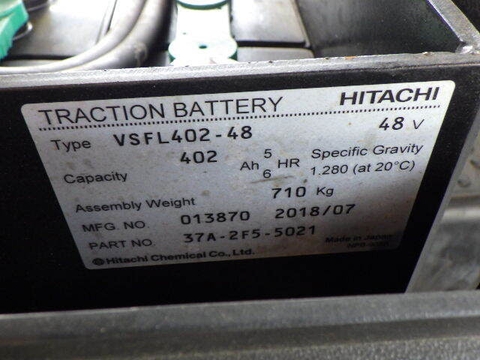 TRACTION BATTERY HITACHI
Type VSFL402-48 48 V
Capacity 402 Ah 5 6 HR Specific Gravity 1.280 (at 20°C)
Assembly Weight 710 Kg
MFG. NO. 013870 2018/07
PART NO. 37A-2F5-5021 Made in Japan
Hitachi Chemical Co., Ltd.